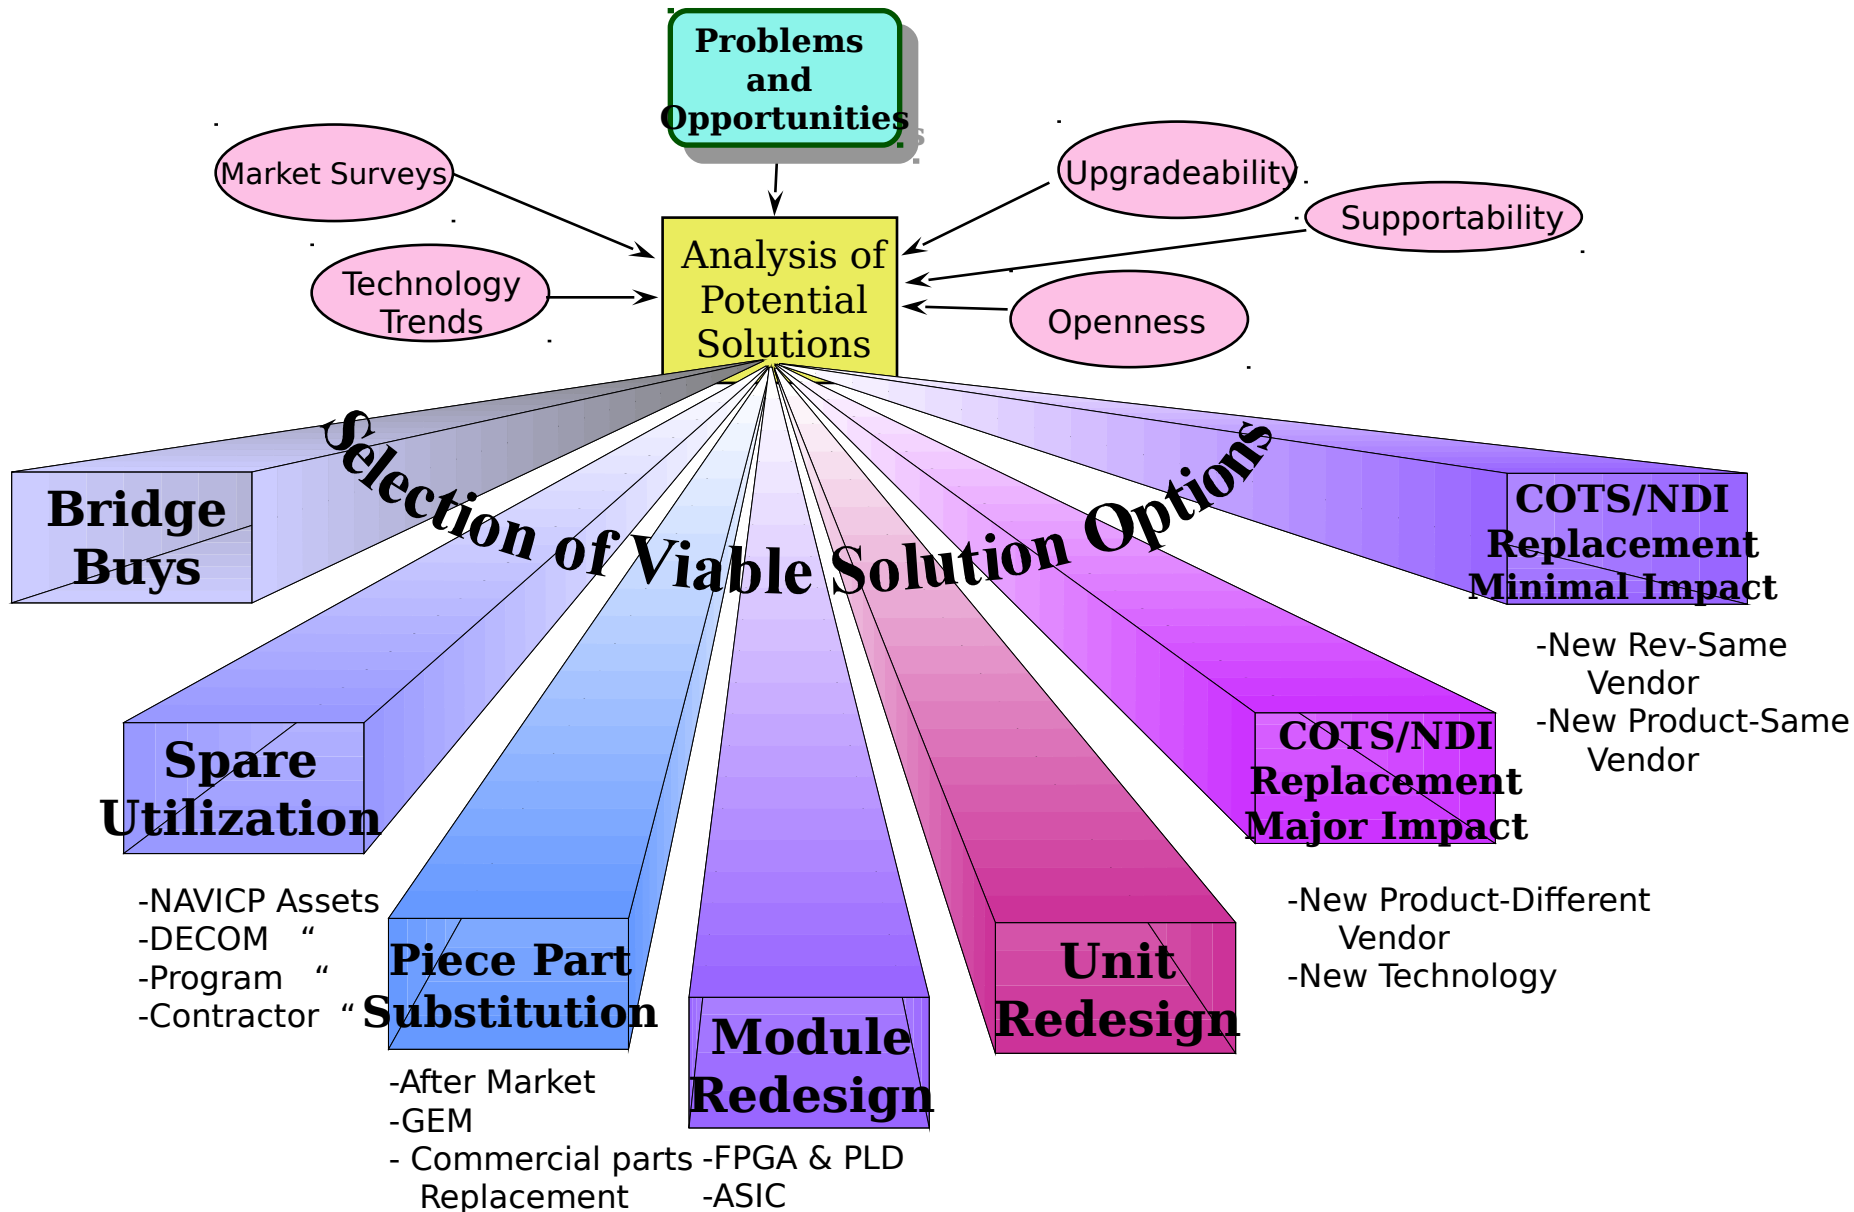 Problems
and
Opportunities
Market Surveys
Upgradeability
Supportability
Technology
Trends
Openness
Analysis of
Potential
Solutions
Selection of Viable Solution Options
Bridge
Buys
COTS/NDI
Replacement
Minimal Impact
-New Rev-Same
Vendor
-New Product-Same
Vendor
Spare
Utilization
-NAVICP Assets
-DECOM “
-Program “
-Contractor “
COTS/NDI
Replacement
Major Impact
-New Product-Different
Vendor
-New Technology
Piece Part
Substitution
-After Market
-GEM
- Commercial parts
Replacement
Unit
Redesign
Module
Redesign
-FPGA & PLD
-ASIC